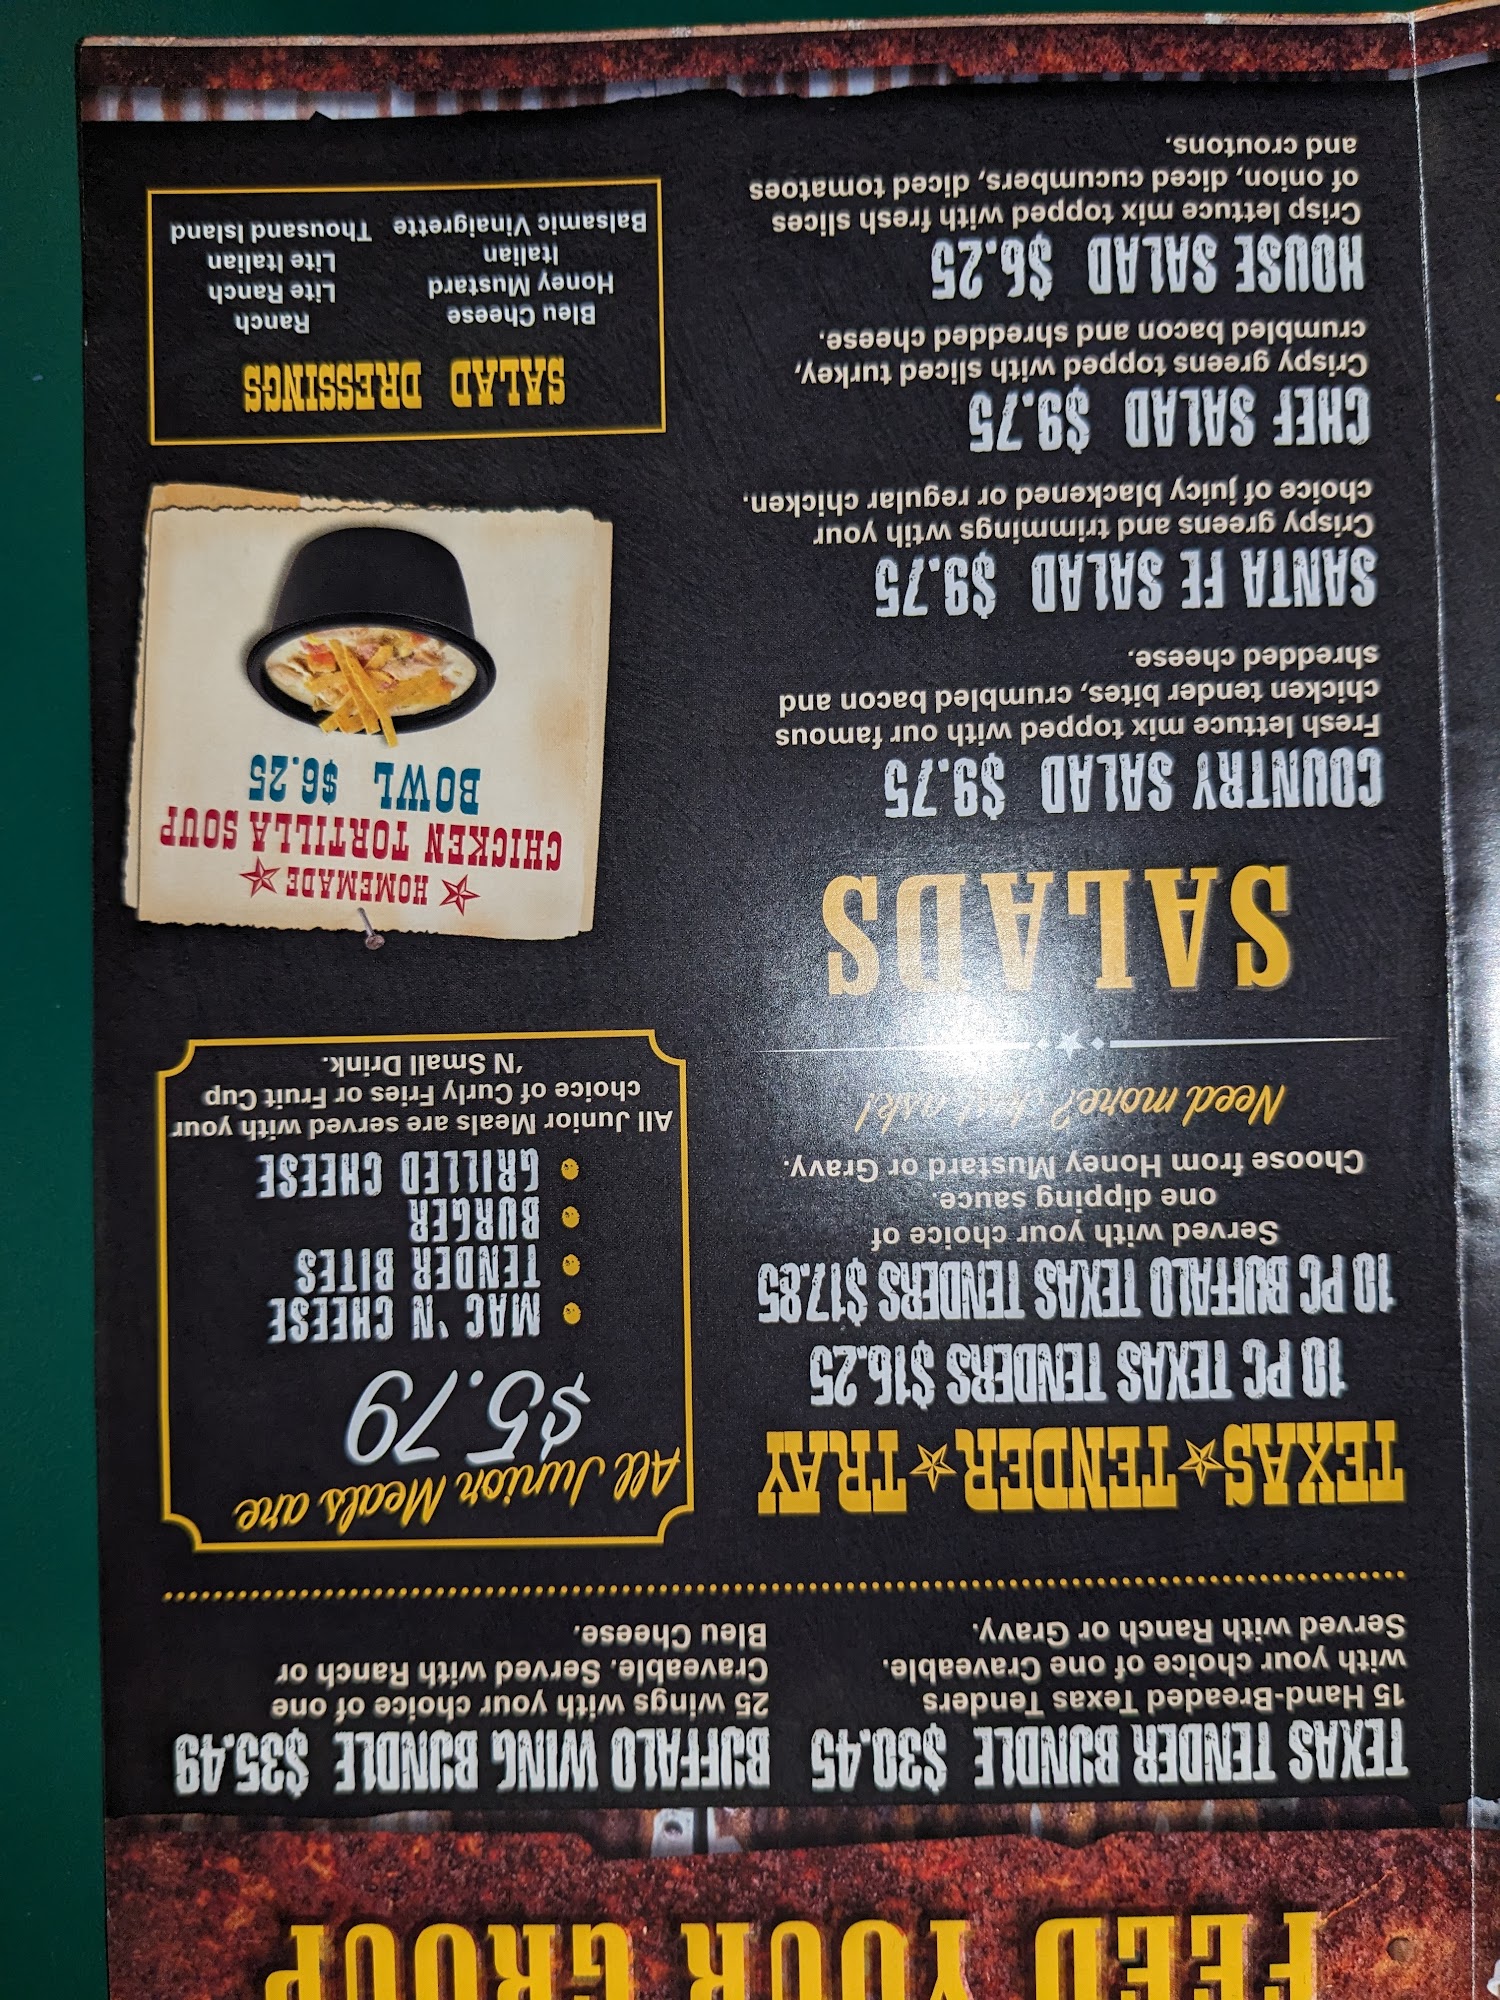 FEED YOUR GROUP
TEXAS TENDER BUNDLE $30.45
15 Hand-Breaded Texas Tenders
with your choice of one Craveable.
Served with Ranch or Gravy.
BUFFALO WING BUNDLE $35.49
25 wings with your choice of one
Craveable. Served with Ranch or
Bleu Cheese.
TEXAS TENDER TRAY
10 PC TEXAS TENDERS $16.25
10 PC BUFFALO TEXAS TENDERS $17.85
Served with your choice of
one dipping sauce.
Choose from Honey Mustard or Gravy.
Need more? Just ask!
All Junior Meals are
$5.79
MAC 'N CHEESE
TENDER BITES
BURGER
GRILLED CHEESE
All Junior Meals are served with your
choice of Curly Fries or Fruit Cup
'N Small Drink.
SALADS
COUNTRY SALAD $9.75
Fresh lettuce mix topped with our famous
chicken tender bites, crumbled bacon and
shredded cheese.
SANTA FE SALAD $9.75
Crispy greens and trimmings wtih your
choice of juicy blackened or regular chicken.
CHEF SALAD $9.75
Crispy greens topped with sliced turkey,
crumbled bacon and shredded cheese.
HOUSE SALAD $6.25
Crisp lettuce mix topped with fresh slices
of onion, diced cucumbers, diced tomatoes
and croutons.
HOMEMADE
CHICKEN TORTILLA SOUP
BOWL $6.25
SALAD DRESSINGS
Bleu Cheese Ranch
Honey Mustard Lite Ranch
Italian Lite Italian
Balsamic Vinaigrette Thousand Island